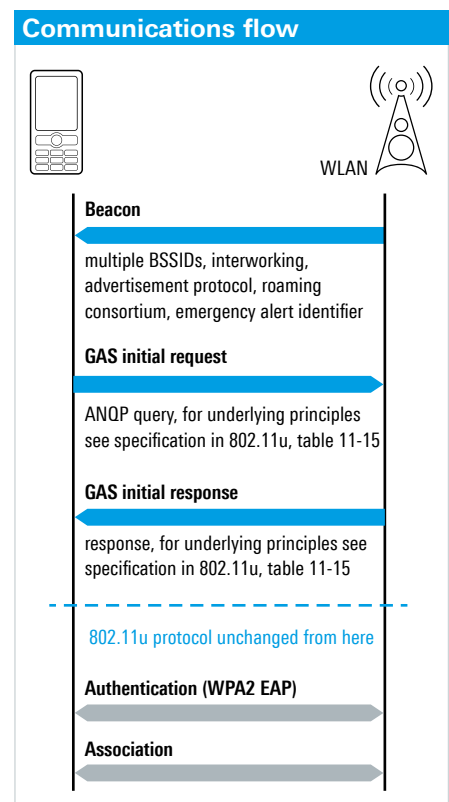 Communications flow
WLAN
Beacon
multiple BSSIDs, interworking,
advertisement protocol, roaming
consortium, emergency alert identifier
GAS initial request
ANQP query, for underlying principles
see specification in 802.11u, table 11-15
GAS initial response
response, for underlying principles see
specification in 802.11u, table 11-15
802.11u protocol unchanged from here
Authentication (WPA2 EAP)
Association